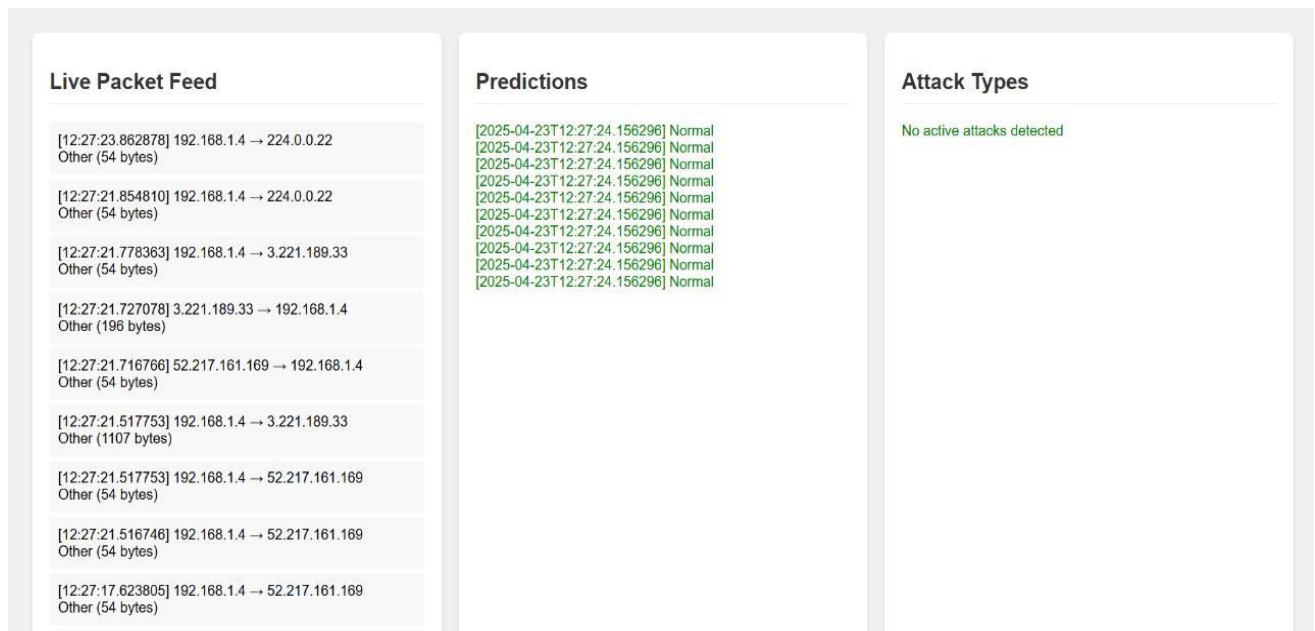 Live Packet Feed
[12:27:23.862878] 192.168.1.4 → 224.0.0.22
Other (54 bytes)
[12:27:21.854810] 192.168.1.4 → 224.0.0.22
Other (54 bytes)
[12:27:21.778363] 192.168.1.4 → 3.221.189.33
Other (54 bytes)
[12:27:21.727078] 3.221.189.33 → 192.168.1.4
Other (196 bytes)
[12:27:21.716766] 52.217.161.169 → 192.168.1.4
Other (54 bytes)
[12:27:21.517753] 192.168.1.4 → 3.221.189.33
Other (1107 bytes)
[12:27:21.517753] 192.168.1.4 → 52.217.161.169
Other (54 bytes)
[12:27:21.516746] 192.168.1.4 → 52.217.161.169
Other (54 bytes)
[12:27:17.623805] 192.168.1.4 → 52.217.161.169
Other (54 bytes)
Predictions
[2025-04-23T12:27:24.156296] Normal
[2025-04-23T12:27:24.156296] Normal
[2025-04-23T12:27:24.156296] Normal
[2025-04-23T12:27:24.156296] Normal
[2025-04-23T12:27:24.156296] Normal
[2025-04-23T12:27:24.156296] Normal
[2025-04-23T12:27:24.156296] Normal
[2025-04-23T12:27:24.156296] Normal
[2025-04-23T12:27:24.156296] Normal
[2025-04-23T12:27:24.156296] Normal
Attack Types
No active attacks detected